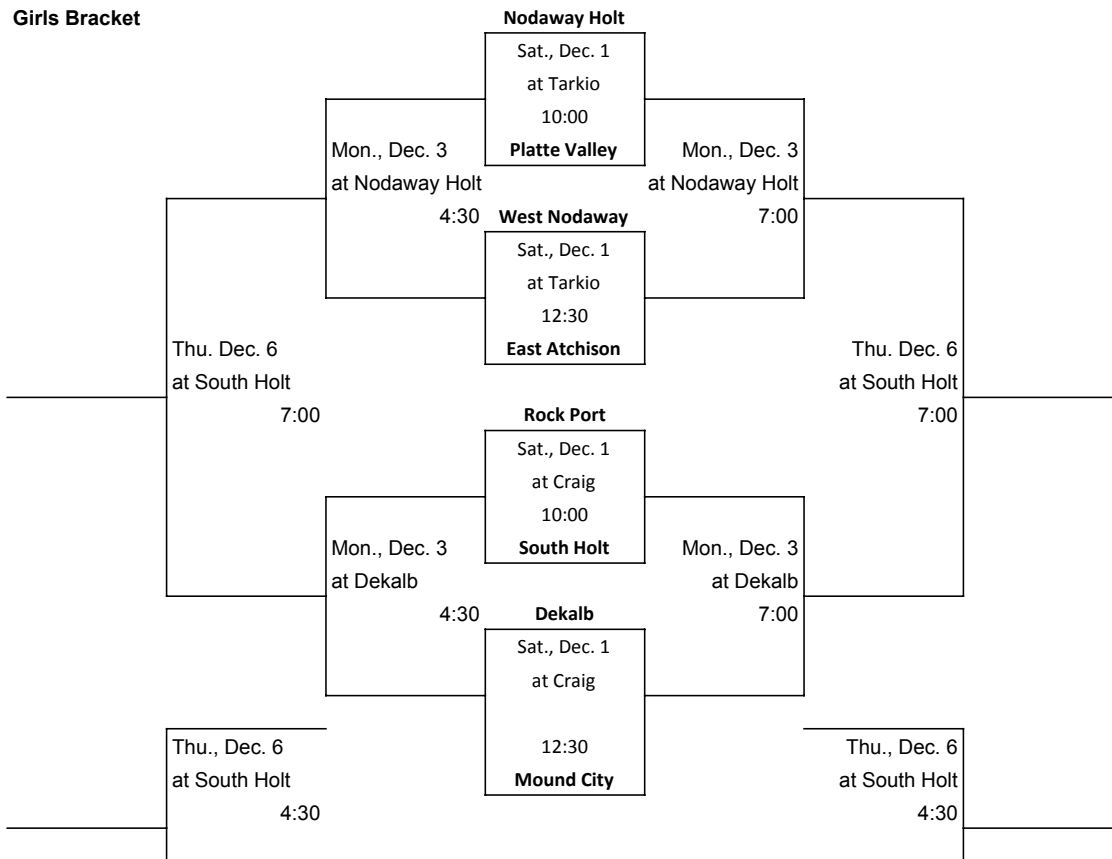 Girls Bracket
Nodaway Holt
Sat., Dec. 1
at Tarkio
10:00
Platte Valley
Mon., Dec. 3
at Nodaway Holt
4:30
Mon., Dec. 3
at Nodaway Holt
7:00
West Nodaway
Sat., Dec. 1
at Tarkio
12:30
East Atchison
Thu. Dec. 6
at South Holt
7:00
Thu. Dec. 6
at South Holt
7:00
Rock Port
Sat., Dec. 1
at Craig
10:00
South Holt
Mon., Dec. 3
at Dekalb
4:30
Mon., Dec. 3
at Dekalb
7:00
Dekalb
Sat., Dec. 1
at Craig
12:30
Mound City
Thu., Dec. 6
at South Holt
4:30
Thu., Dec. 6
at South Holt
4:30